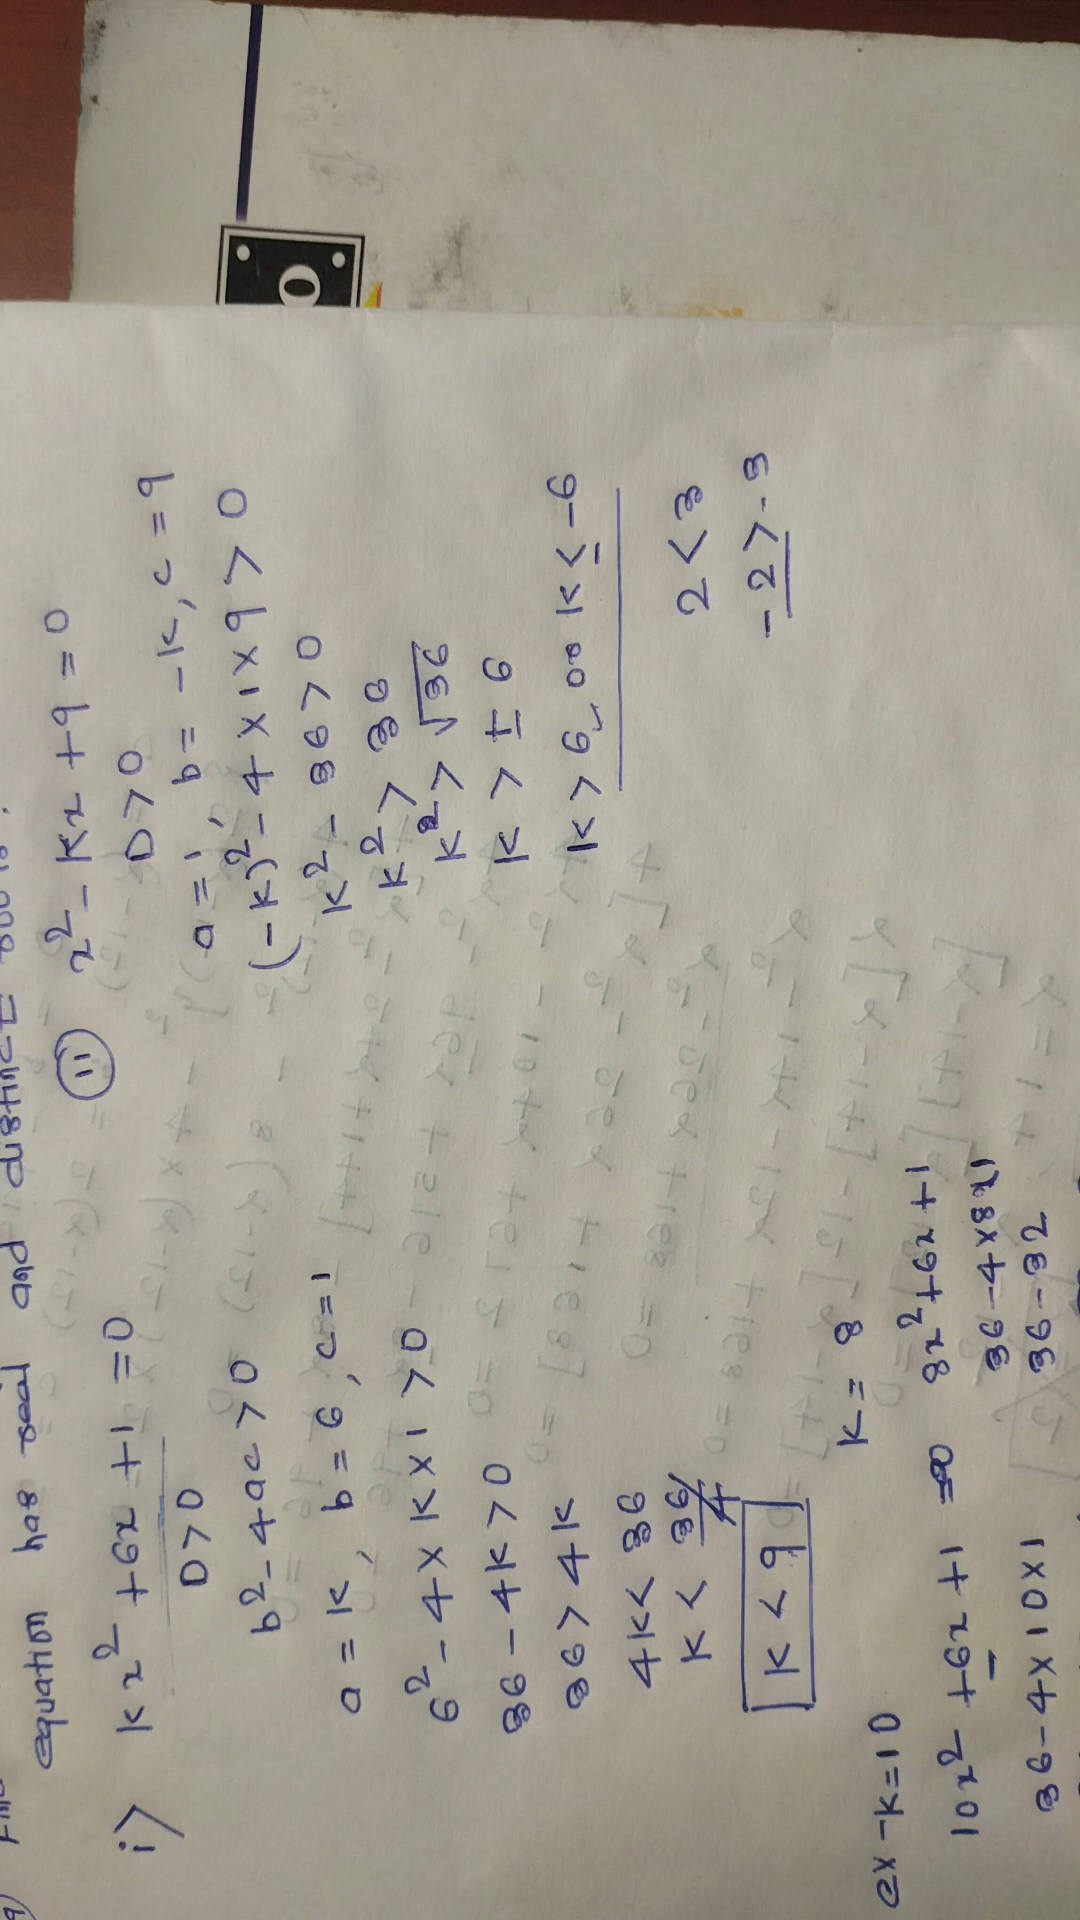 equation has real and distinct
i) kx² + 6x + 1 = 0
D > 0
b² - 4ac > 0
a = k, b = 6, c = 1
6² - 4 × k × 1 > 0
36 - 4k > 0
36 > 4k
4k < 36
k < 36/4
k < 9
ex - k = 10
10x² + 6x + 1 = 0
36 - 4 × 10 × 1
k = 8
8x² + 6x + 1
36 - 4 × 8 × 1
36 - 32
(ii) x² - kx + 9 = 0
D > 0
a = 1, b = -k, c = 9
(-k)² - 4 × 1 × 9 > 0
k² - 36 > 0
k² > 36
k² > √36
k > ± 6
k > 6, or k < -6
2 < 3
-2 > -3
0